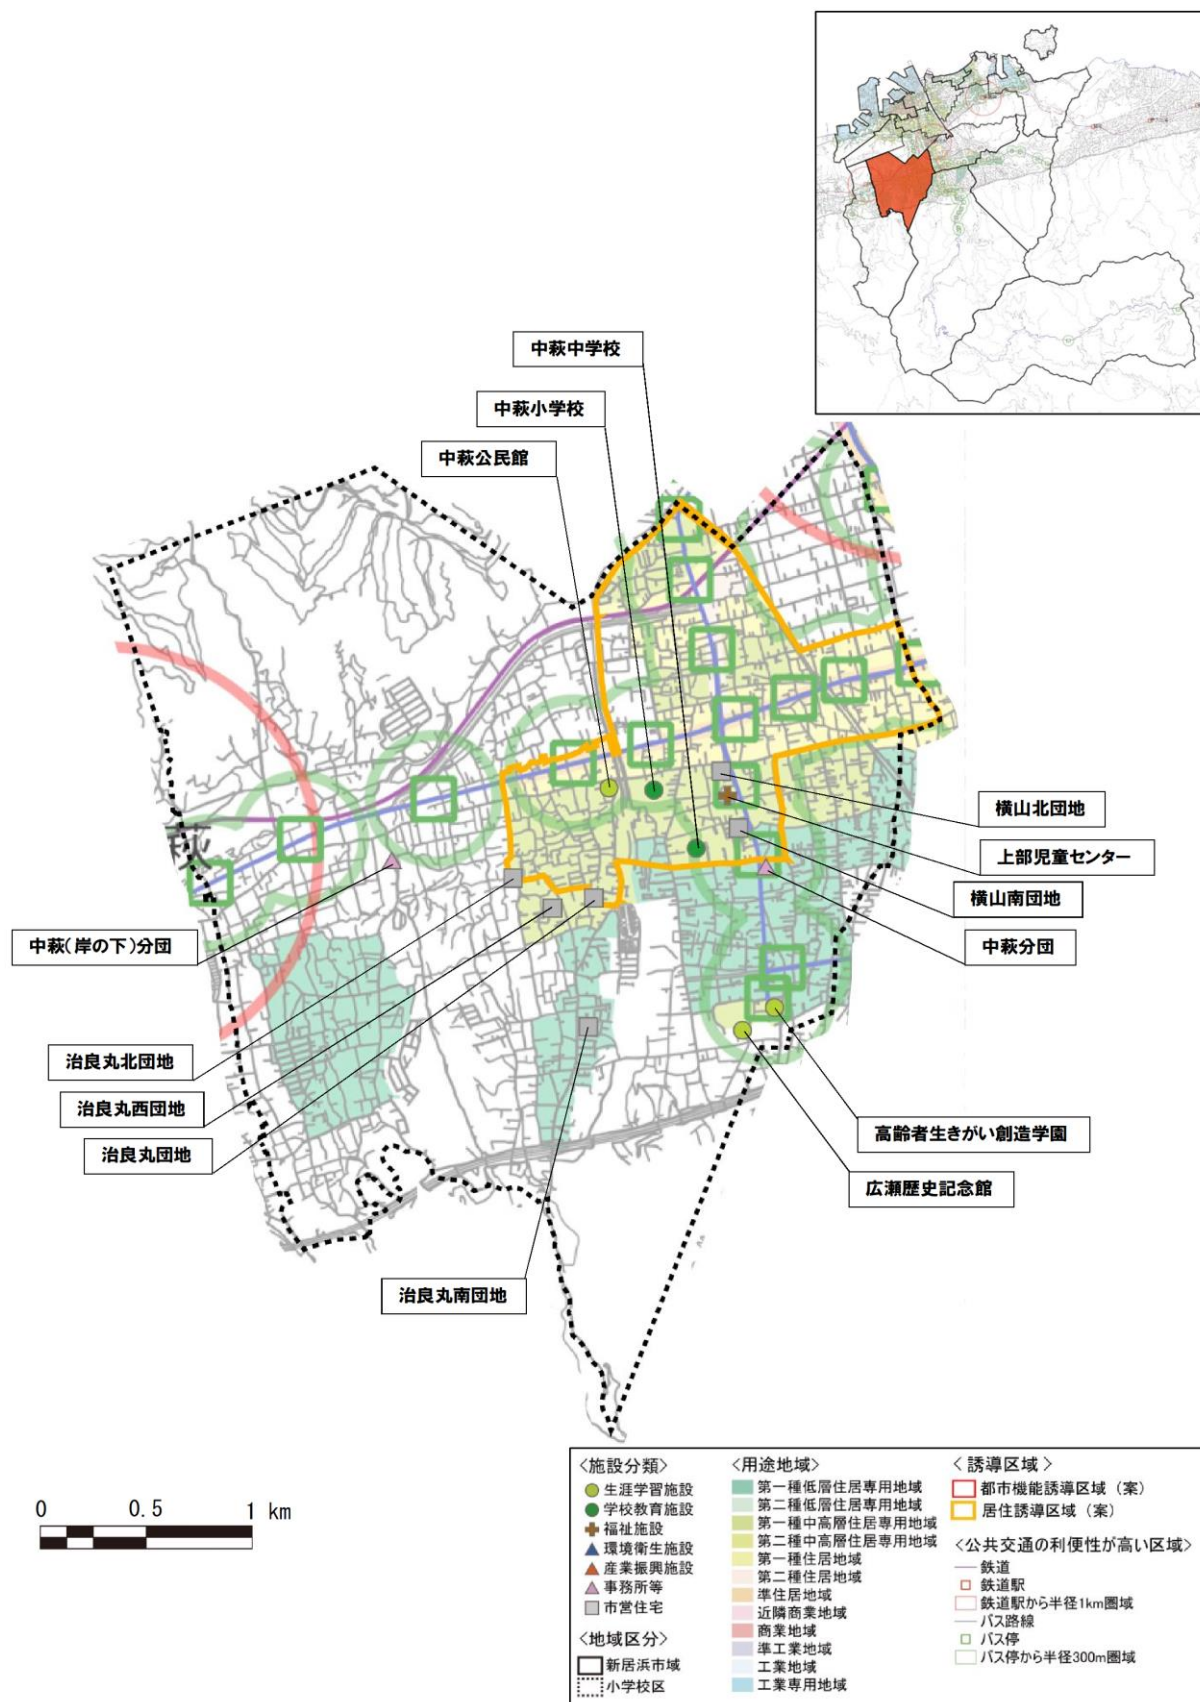 中萩中学校
中萩小学校
中萩公民館
横山北団地
上部児童センター
横山南団地
中萩分団
中萩(岸の下)分団
治良丸北団地
治良丸西団地
治良丸団地
高齢者生きがい創造学園
広瀬歴史記念館
治良丸南団地
0 0.5 1 km
<施設分類>
生涯学習施設
学校教育施設
福祉施設
環境衛生施設
産業振興施設
事務所等
市営住宅
<地域区分>
新居浜市域
小学校区
<用途地域>
第一種低層住居専用地域
第二種低層住居専用地域
第一種中高層住居専用地域
第二種中高層住居専用地域
第一種住居地域
第二種住居地域
準住居地域
近隣商業地域
商業地域
準工業地域
工業地域
工業専用地域
<誘導区域>
都市機能誘導区域(案)
居住誘導区域(案)
<公共交通の利便性が高い区域>
鉄道
鉄道駅
鉄道駅から半径1km圏域
バス路線
バス停
バス停から半径300m圏域